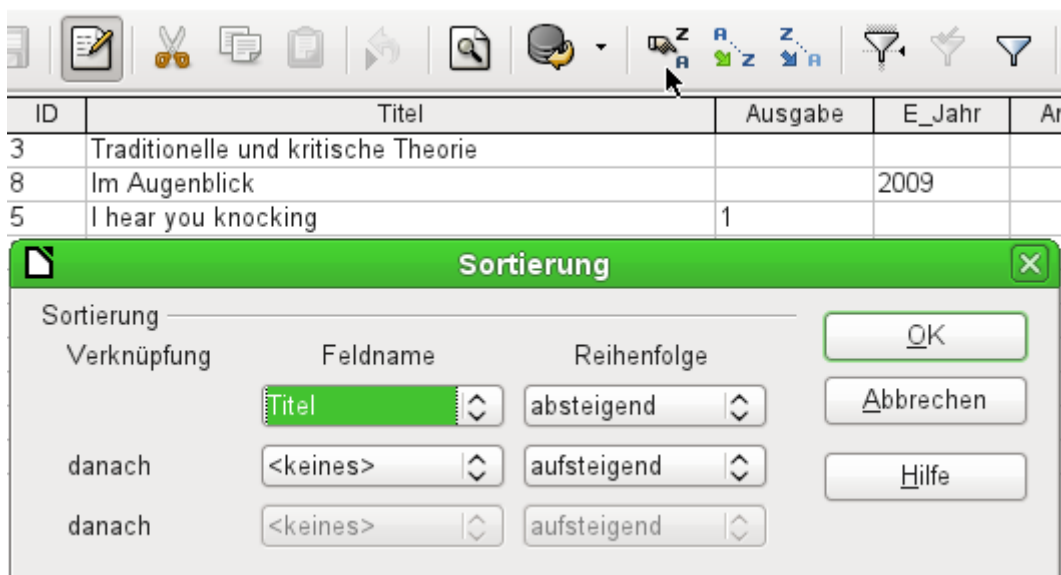 ID Titel Ausgabe E_Jahr
3 Traditionelle und kritische Theorie
8 Im Augenblick 2009
5 I hear you knocking 1
Sortierung
Sortierung
OK
Verknüpfung Feldname Reihenfolge
Titel absteigend
Abbrechen
danach <keines> aufsteigend
Hilfe
danach <keines> aufsteigend